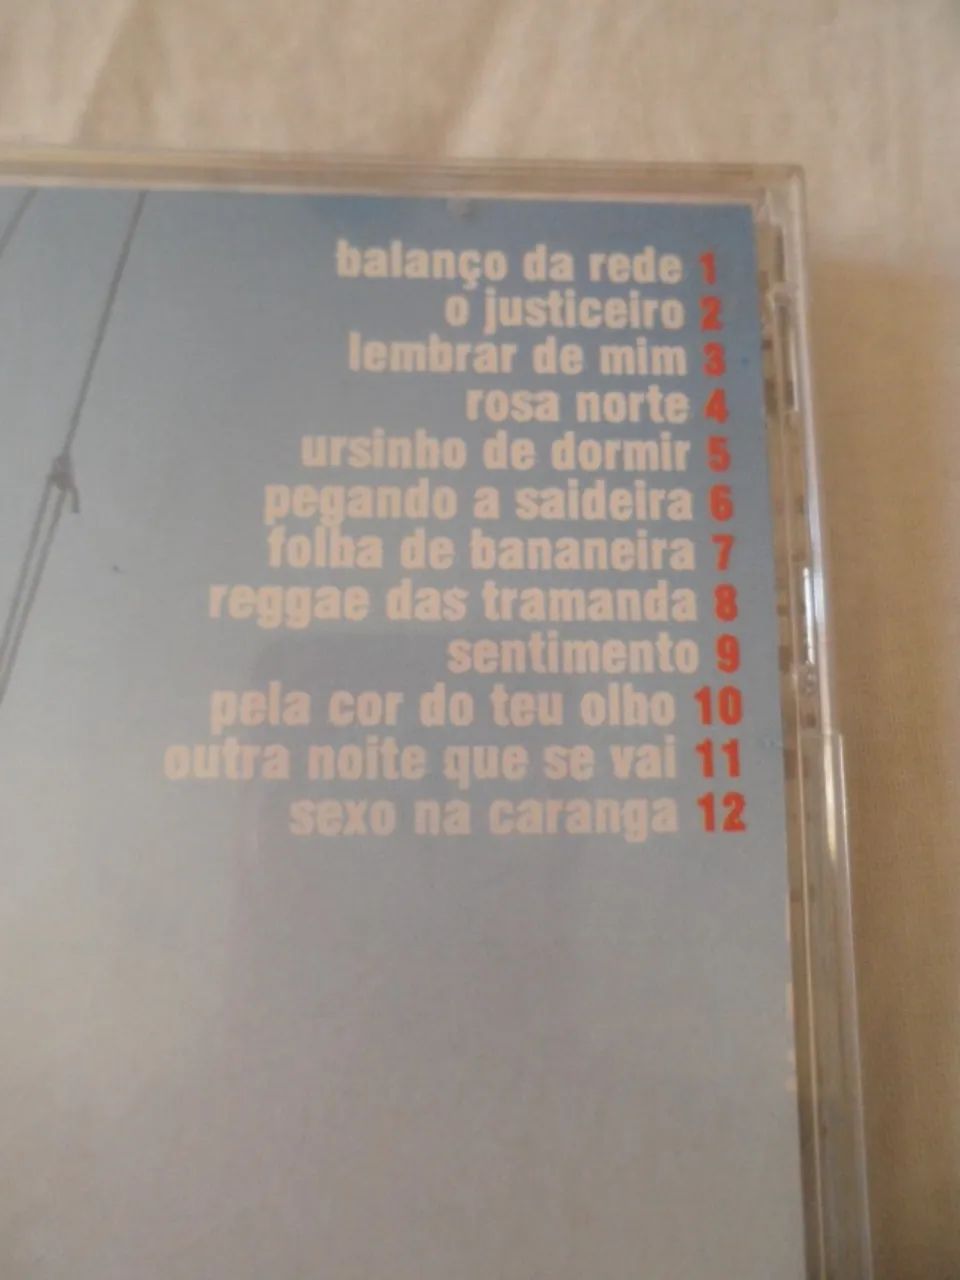 balanço da rede 1
o justiceiro 2
lembrar de mim 3
rosa norte 4
ursinho de dormir 5
pegando a saideira 6
folha de bananeira 7
reggae das tramanda 8
sentimento 9
pela cor do teu olho 10
outra noite que se vai 11
sexo na caranga 12